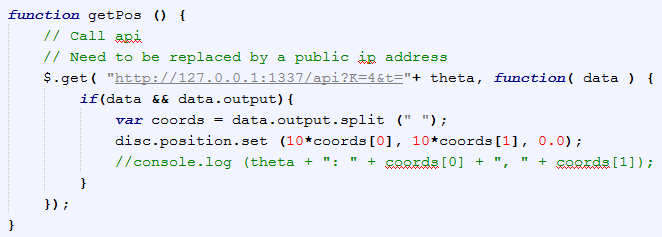 function getPos () {
// Call api
// Need to be replaced by a public ip address
$.get( "http://127.0.0.1:1337/api?K=4&t="+ theta, function( data ) {
if(data && data.output){
var coords = data.output.split (" ");
disc.position.set (10*coords[0], 10*coords[1], 0.0);
//console.log (theta + ": " + coords[0] + ", " + coords[1]);
}
});
}